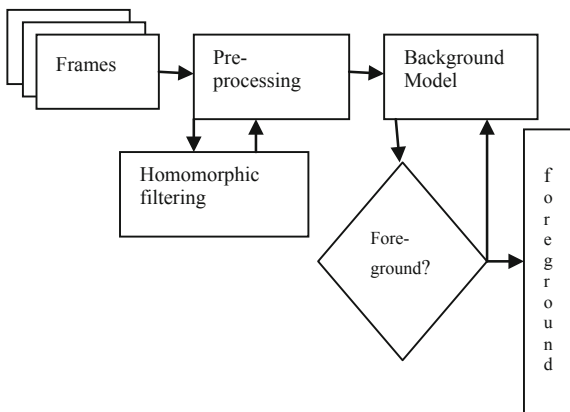 Frames
Pre-
processing
Background
Model
Homomorphic
filtering
Fore-
ground?
f
o
r
e
g
r
o
u
n
d